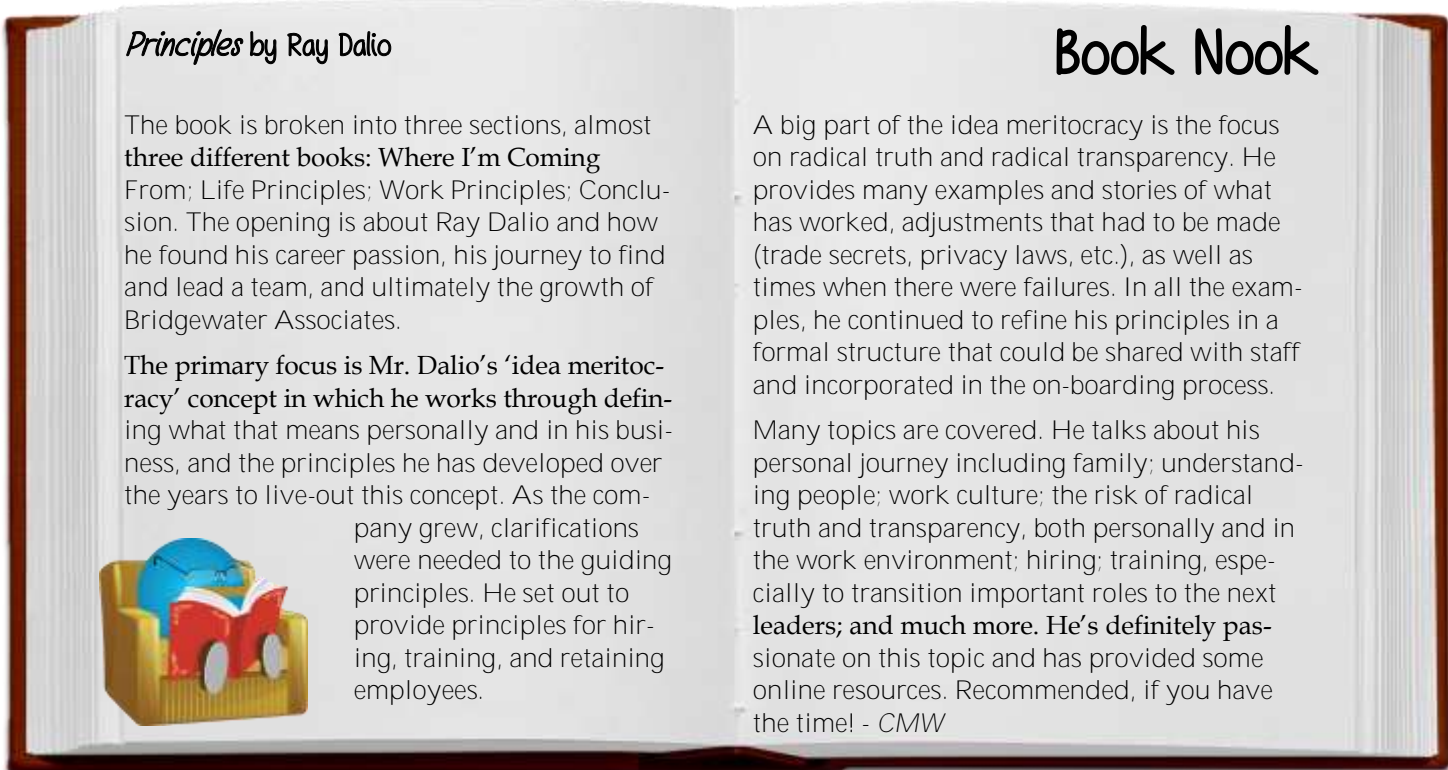 Principles by Ray Dalio
The book is broken into three sections, almost
three different books: Where I'm Coming
From; Life Principles; Work Principles; Conclu-
sion. The opening is about Ray Dalio and how
he found his career passion, his journey to find
and lead a team, and ultimately the growth of
Bridgewater Associates.
The primary focus is Mr. Dalio's 'idea meritoc-
racy' concept in which he works through defin-
ing what that means personally and in his busi-
ness, and the principles he has developed over
the years to live-out this concept. As the com-
pany grew, clarifications
were needed to the guiding
principles. He set out to
provide principles for hir-
ing, training, and retaining
employees.
Book Nook
A big part of the idea meritocracy is the focus
on radical truth and radical transparency. He
provides many examples and stories of what
has worked, adjustments that had to be made
(trade secrets, privacy laws, etc.), as well as
times when there were failures. In all the exam-
ples, he continued to refine his principles in a
formal structure that could be shared with staff
and incorporated in the on-boarding process.
Many topics are covered. He talks about his
personal journey including family; understand-
ing people; work culture; the risk of radical
truth and transparency, both personally and in
the work environment; hiring; training, espe-
cially to transition important roles to the next
leaders; and much more. He's definitely pas-
sionate on this topic and has provided some
online resources. Recommended, if you have
the time! - CMW